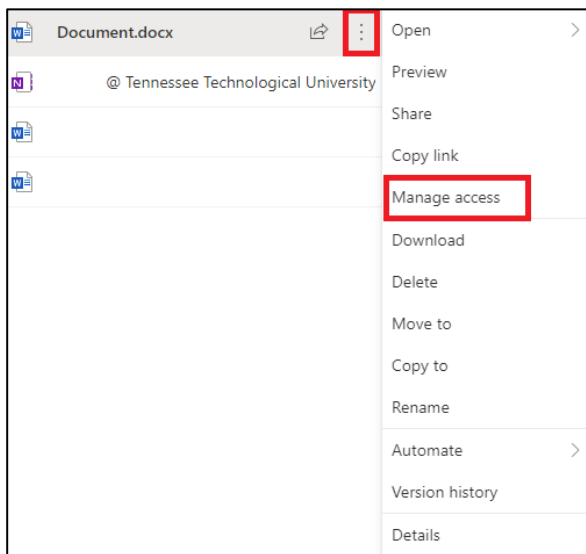 Document.docx
@ Tennessee Technological University
Open
Preview
Share
Copy link
Manage access
Download
Delete
Move to
Copy to
Rename
Automate
Version history
Details